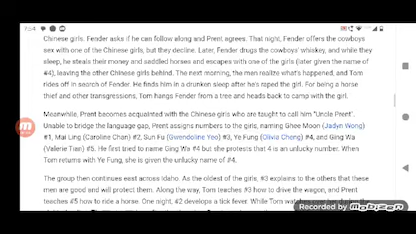 7:54
Chinese girls. Fender asks if he can follow along and Prent agrees. That night, Fender offers the cowboys
sex with one of the Chinese girls, but they decline. Later, Fender drugs the cowboys' whiskey, and while they
sleep, he steals their money and saddled horses and escapes with one of the girls (later given the name of
#4), leaving the other Chinese girls behind. The next morning, the men realize what's happened, and Tom
rides off in search of Fender. He finds him in a drunken sleep after he's raped the girl. For being a horse
thief and other transgressions, Tom hangs Fender from a tree and heads back to camp with the girl.
Meanwhile, Prent becomes acquainted with the Chinese girls who are taught to call him "Uncle Prent".
Unable to bridge the language gap, Prent assigns numbers to the girls, naming Ghee Moon (Jadyn Wong)
#1, Mai Ling (Caroline Chan) #2, Sun Fu (Gwendoline Yeo) #3, Ye Fung (Olivia Cheng) #4, and Ging Wa
(Valerie Tian) #5. He first tried to name Ging Wa #4 but she protests that 4 is an unlucky number. When
Tom returns with Ye Fung, she is given the unlucky name of #4.
The group then continues east across Idaho. As the oldest of the girls, #3 explains to the others that these
men are good and will protect them. Along the way, Tom teaches #3 how to drive the wagon, and Prent
teaches #5 how to ride a horse. One night, #2 develops a tick fever. While Tom watches over her during the
Recorded by Mobizen